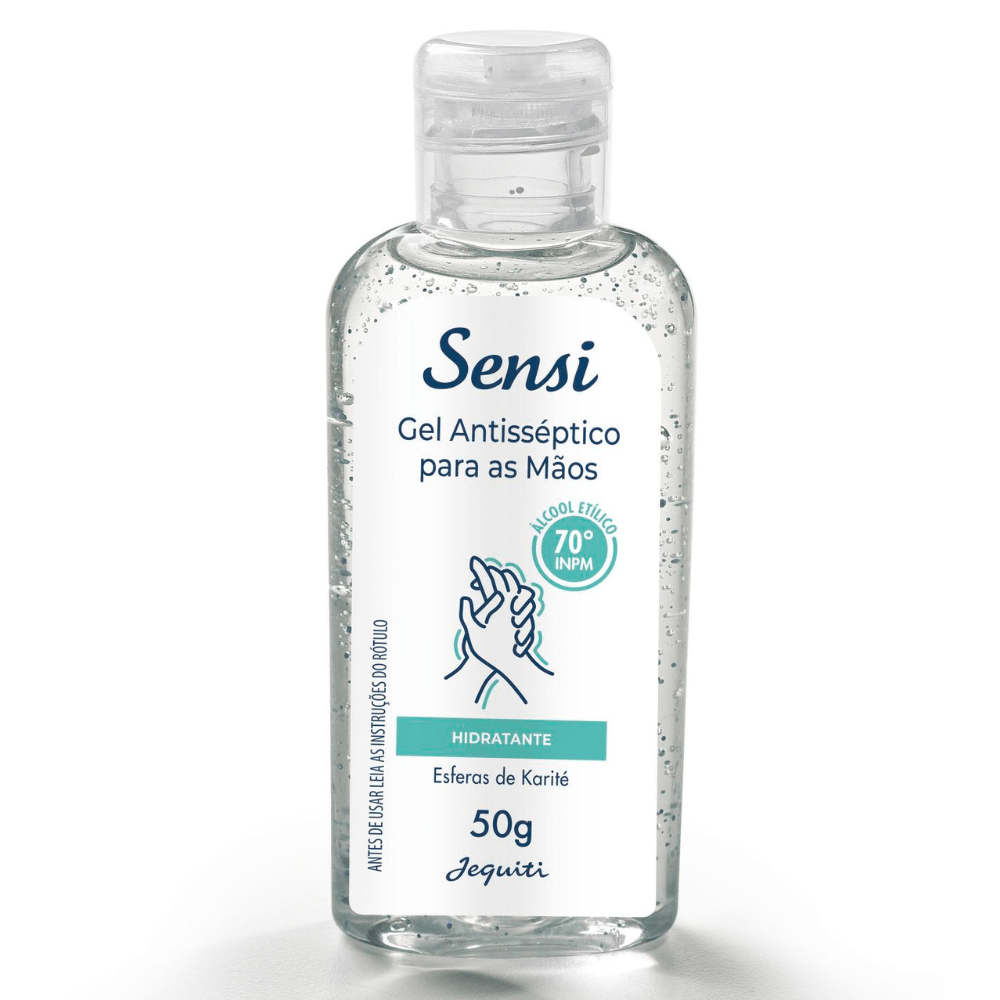 Sensi
Gel Antisséptico
para as Mãos
ÁLCOOL ETÍLICO
70°
INPM
ANTES DE USAR LEIA AS INSTRUÇÕES DO RÓTULO
HIDRATANTE
Esferas de Karité
50g
Jequiti